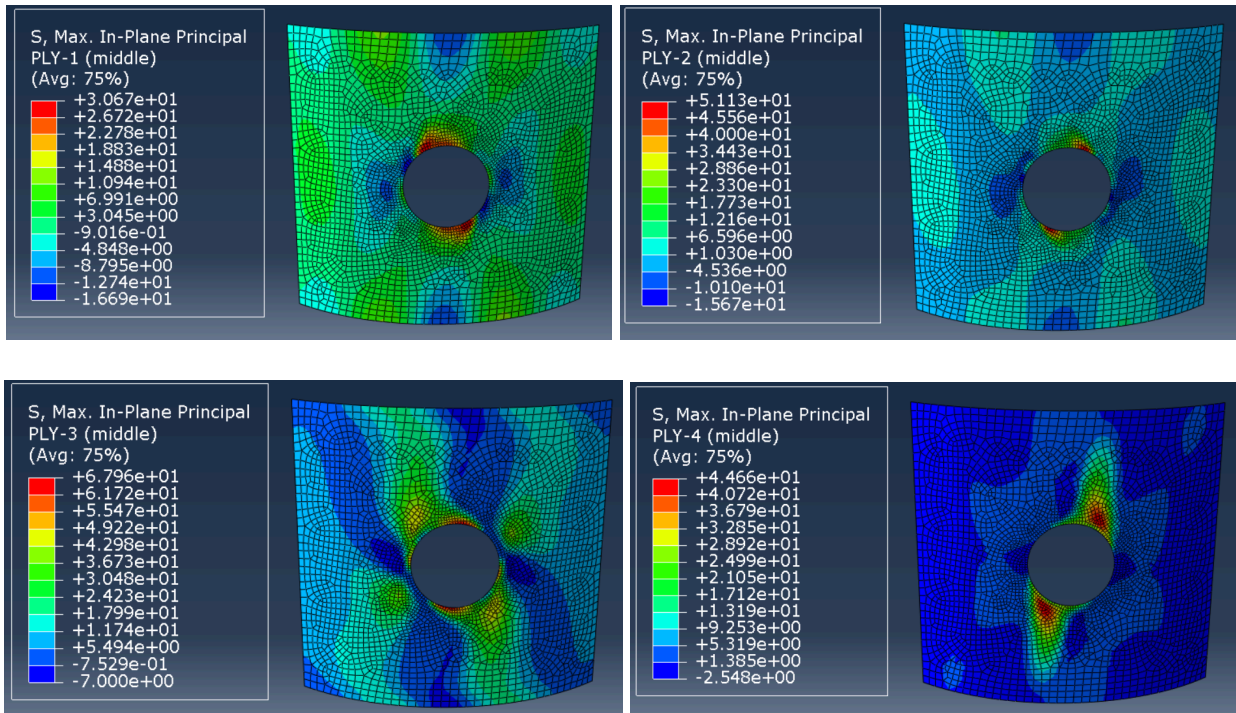 S, Max. In-Plane Principal
PLY-1 (middle)
(Avg: 75%)
+3.067e+01
+2.672e+01
+2.278e+01
+1.883e+01
+1.488e+01
+1.094e+01
+6.991e+00
+3.045e+00
-9.016e-01
-4.848e+00
-8.795e+00
-1.274e+01
-1.669e+01
S, Max. In-Plane Principal
PLY-2 (middle)
(Avg: 75%)
+5.113e+01
+4.556e+01
+4.000e+01
+3.443e+01
+2.886e+01
+2.330e+01
+1.773e+01
+1.216e+01
+6.596e+00
+1.030e+00
-4.536e+00
-1.010e+01
-1.567e+01
S, Max. In-Plane Principal
PLY-3 (middle)
(Avg: 75%)
+6.796e+01
+6.172e+01
+5.547e+01
+4.922e+01
+4.298e+01
+3.673e+01
+3.048e+01
+2.423e+01
+1.799e+01
+1.174e+01
+5.494e+00
-7.529e-01
-7.000e+00
S, Max. In-Plane Principal
PLY-4 (middle)
(Avg: 75%)
+4.466e+01
+4.072e+01
+3.679e+01
+3.285e+01
+2.892e+01
+2.499e+01
+2.105e+01
+1.712e+01
+1.319e+01
+9.253e+00
+5.319e+00
+1.385e+00
-2.548e+00